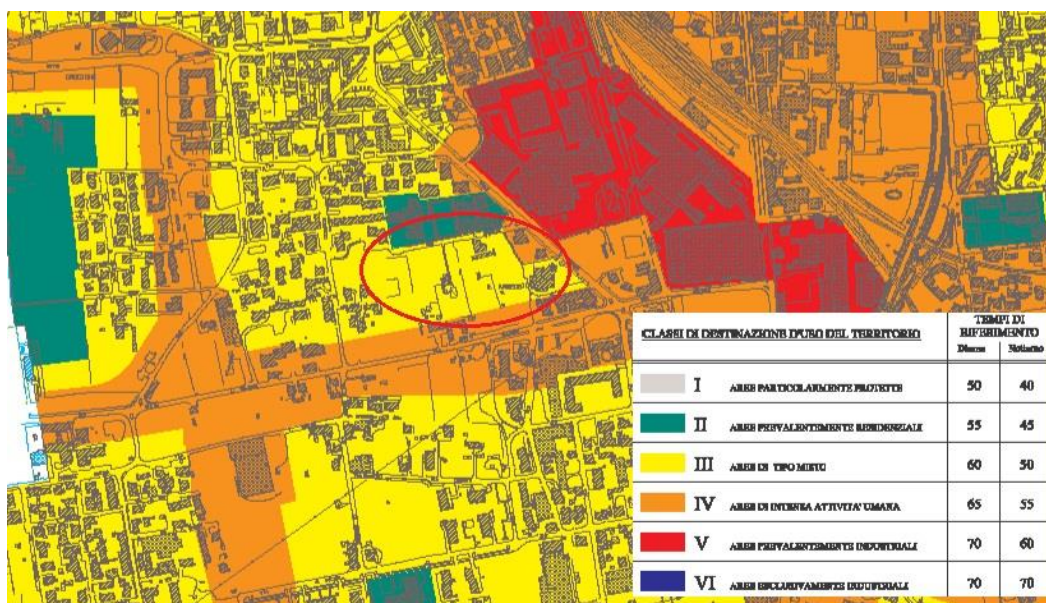 CLASSI DI DESTINAZIONE D'USO DEL TERRITORIO
TEMPI DI RIFERIMENTO
Diurno Notturno
I AREE PARTICOLARMENTE PROTETTE 50 40
II AREE PREVALENTEMENTE RESIDENZIALI 55 45
III AREE DI TIPO MISTO 60 50
IV AREE DI INTENSA ATTIVITA' UMANA 65 55
V AREE PREVALENTEMENTE INDUSTRIALI 70 60
VI AREE ESCLUSIVAMENTE INDUSTRIALI 70 70